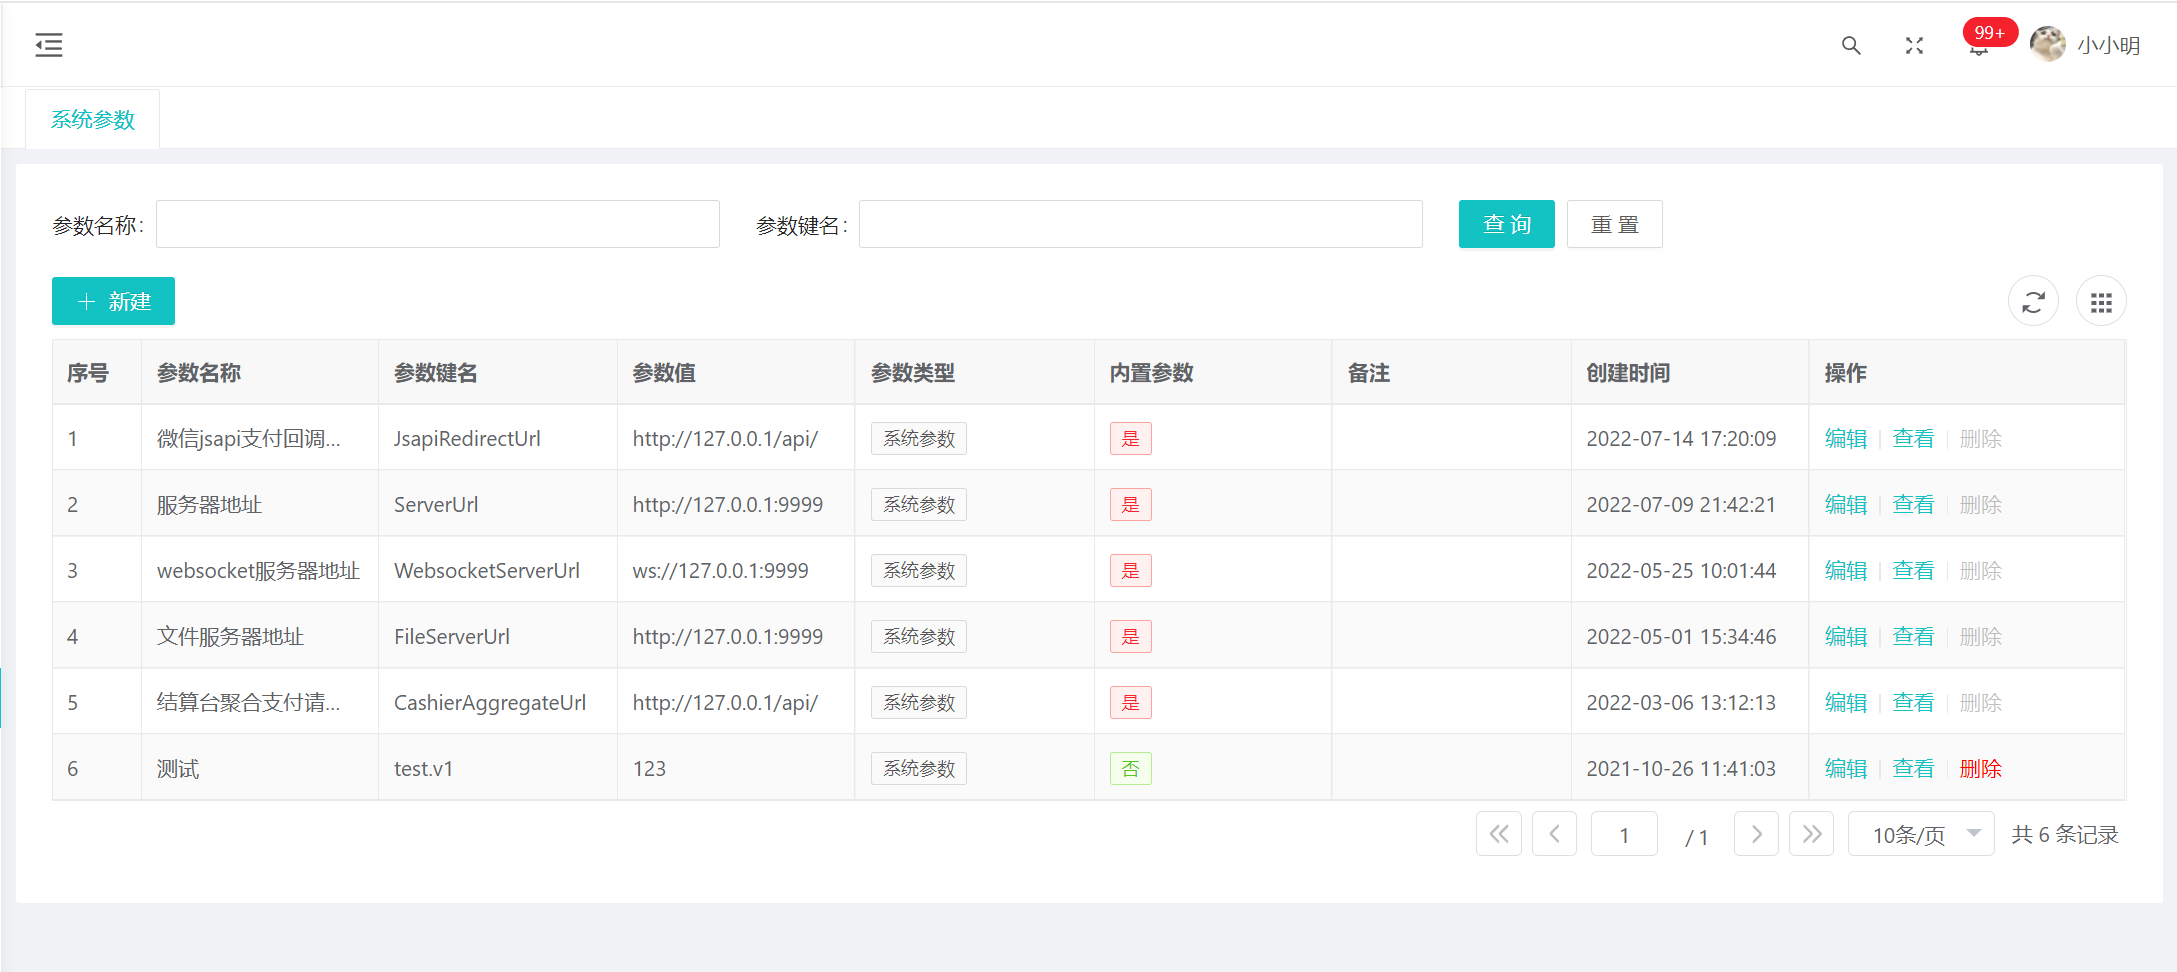 99+
小小明
系统参数
参数名称: 参数键名: 查询 重置
新建
序号 参数名称 参数键名 参数值 参数类型 内置参数 备注 创建时间 操作
1 微信jsapi支付回调... JsapiRedirectUrl http://127.0.0.1/api/ 系统参数 是 2022-07-14 17:20:09 编辑 查看 删除
2 服务器地址 ServerUrl http://127.0.0.1:9999 系统参数 是 2022-07-09 21:42:21 编辑 查看 删除
3 websocket服务器地址 WebsocketServerUrl ws://127.0.0.1:9999 系统参数 是 2022-05-25 10:01:44 编辑 查看 删除
4 文件服务器地址 FileServerUrl http://127.0.0.1:9999 系统参数 是 2022-05-01 15:34:46 编辑 查看 删除
5 结算台聚合支付请... CashierAggregateUrl http://127.0.0.1/api/ 系统参数 是 2022-03-06 13:12:13 编辑 查看 删除
6 测试 test.v1 123 系统参数 否 2021-10-26 11:41:03 编辑 查看 删除
1 / 1 10条/页 共 6 条记录